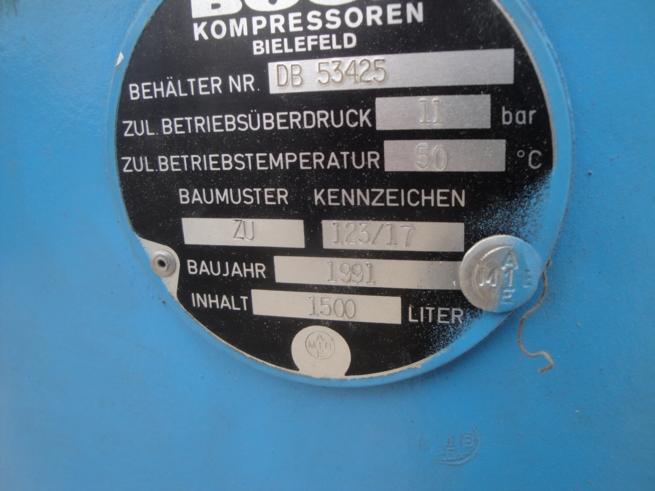 KOMPRESSOREN
BIELEFELD
BEHÄLTER NR. DB 53425
ZUL. BETRIEBSÜBERDRUCK 11 bar
ZUL. BETRIEBSTEMPERATUR 50 °C
BAUMUSTER KENNZEICHEN
ZU 123/17
BAUJAHR 1991
INHALT 1500 LITER